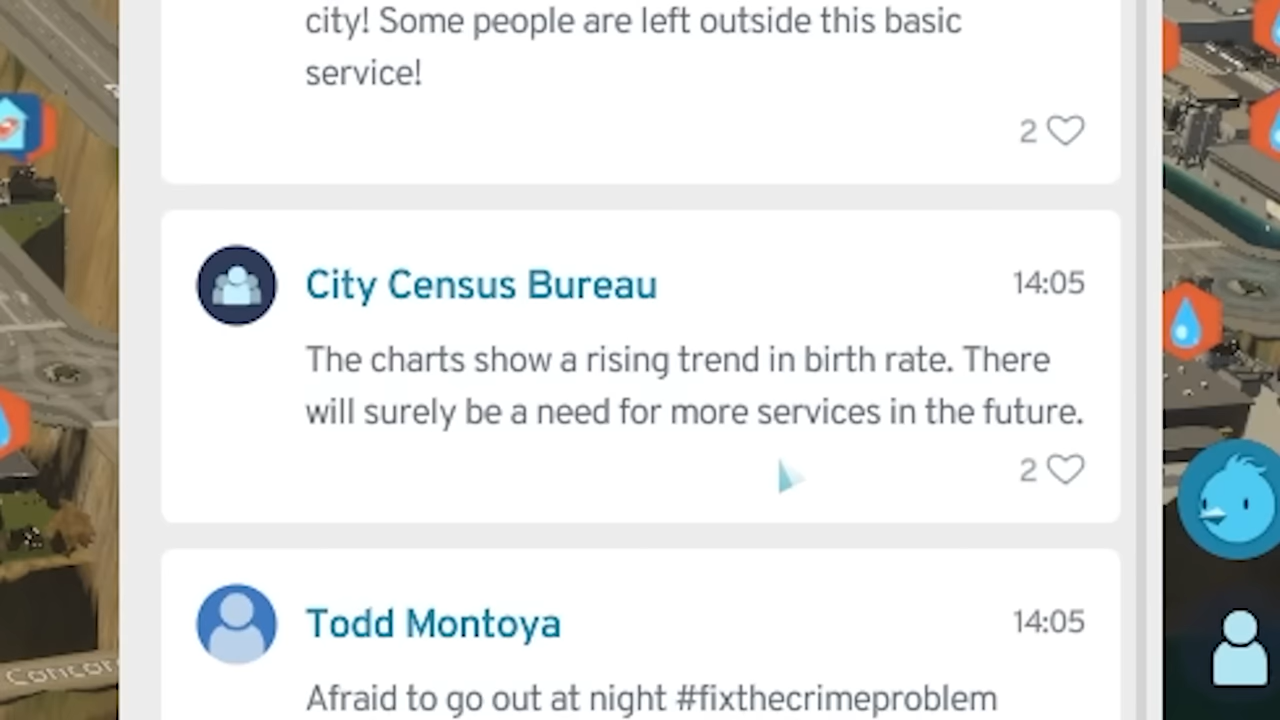 city! Some people are left outside this basic
service!
2
City Census Bureau
14:05
The charts show a rising trend in birth rate. There
will surely be a need for more services in the future.
2
Todd Montoya
14:05
Afraid to go out at night #fixthecrimeproblem
Concor